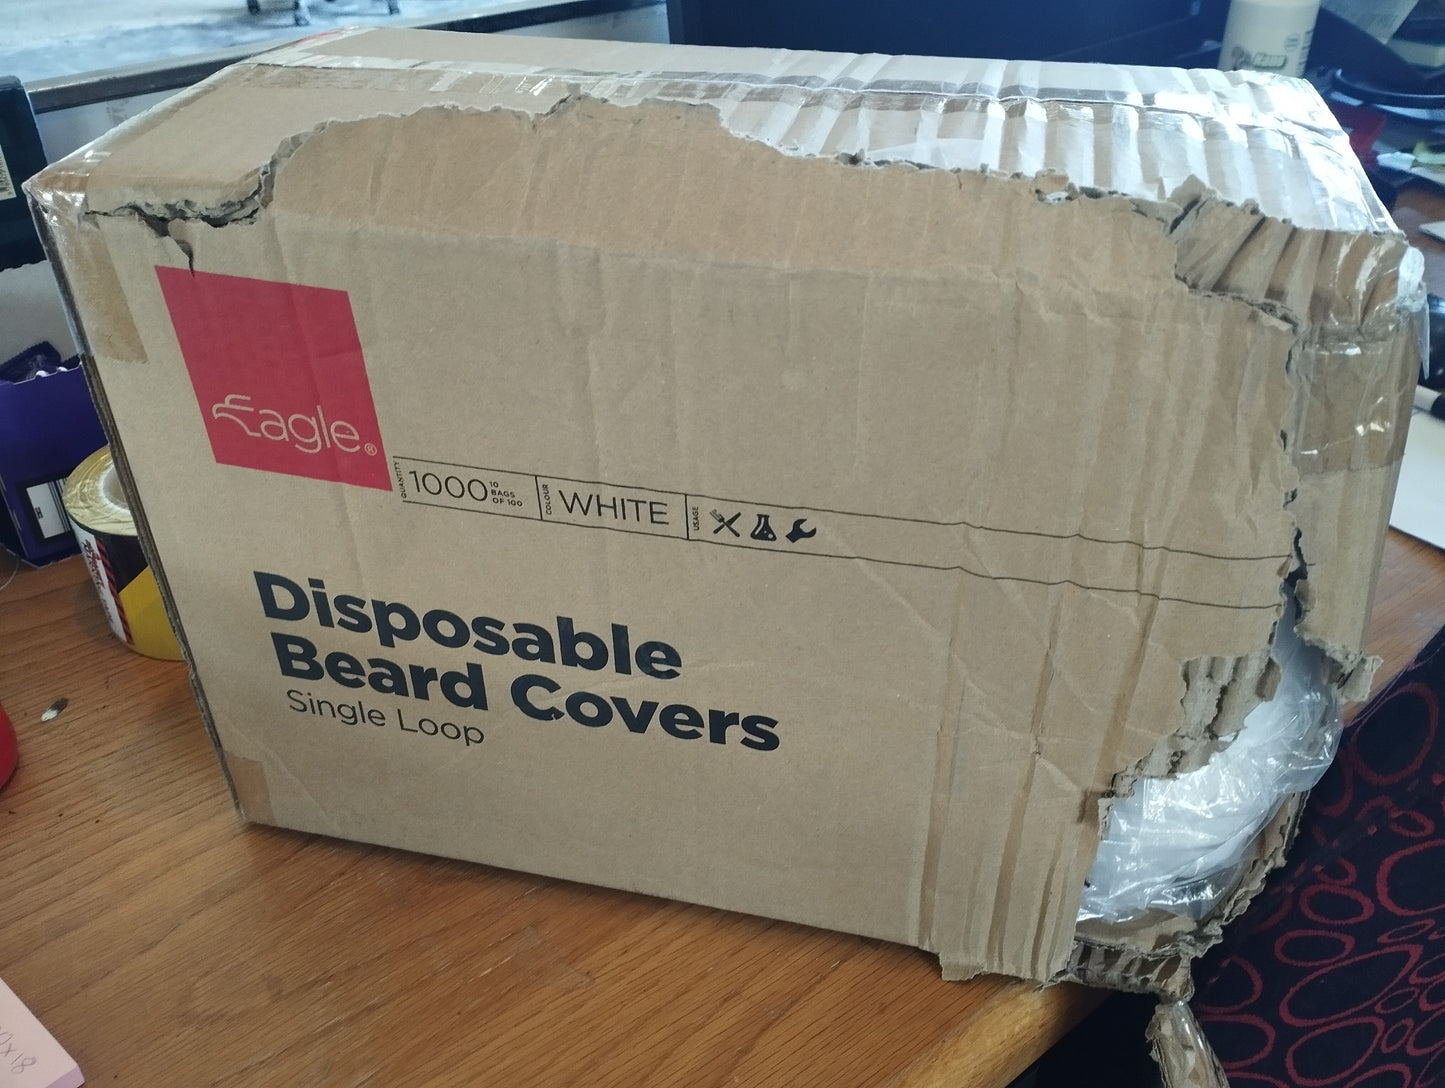 Eagle®
QUANTITY
1000
10
BAGS
OF 100
COLOUR
WHITE
USAGE
Disposable
Beard Covers
Single Loop